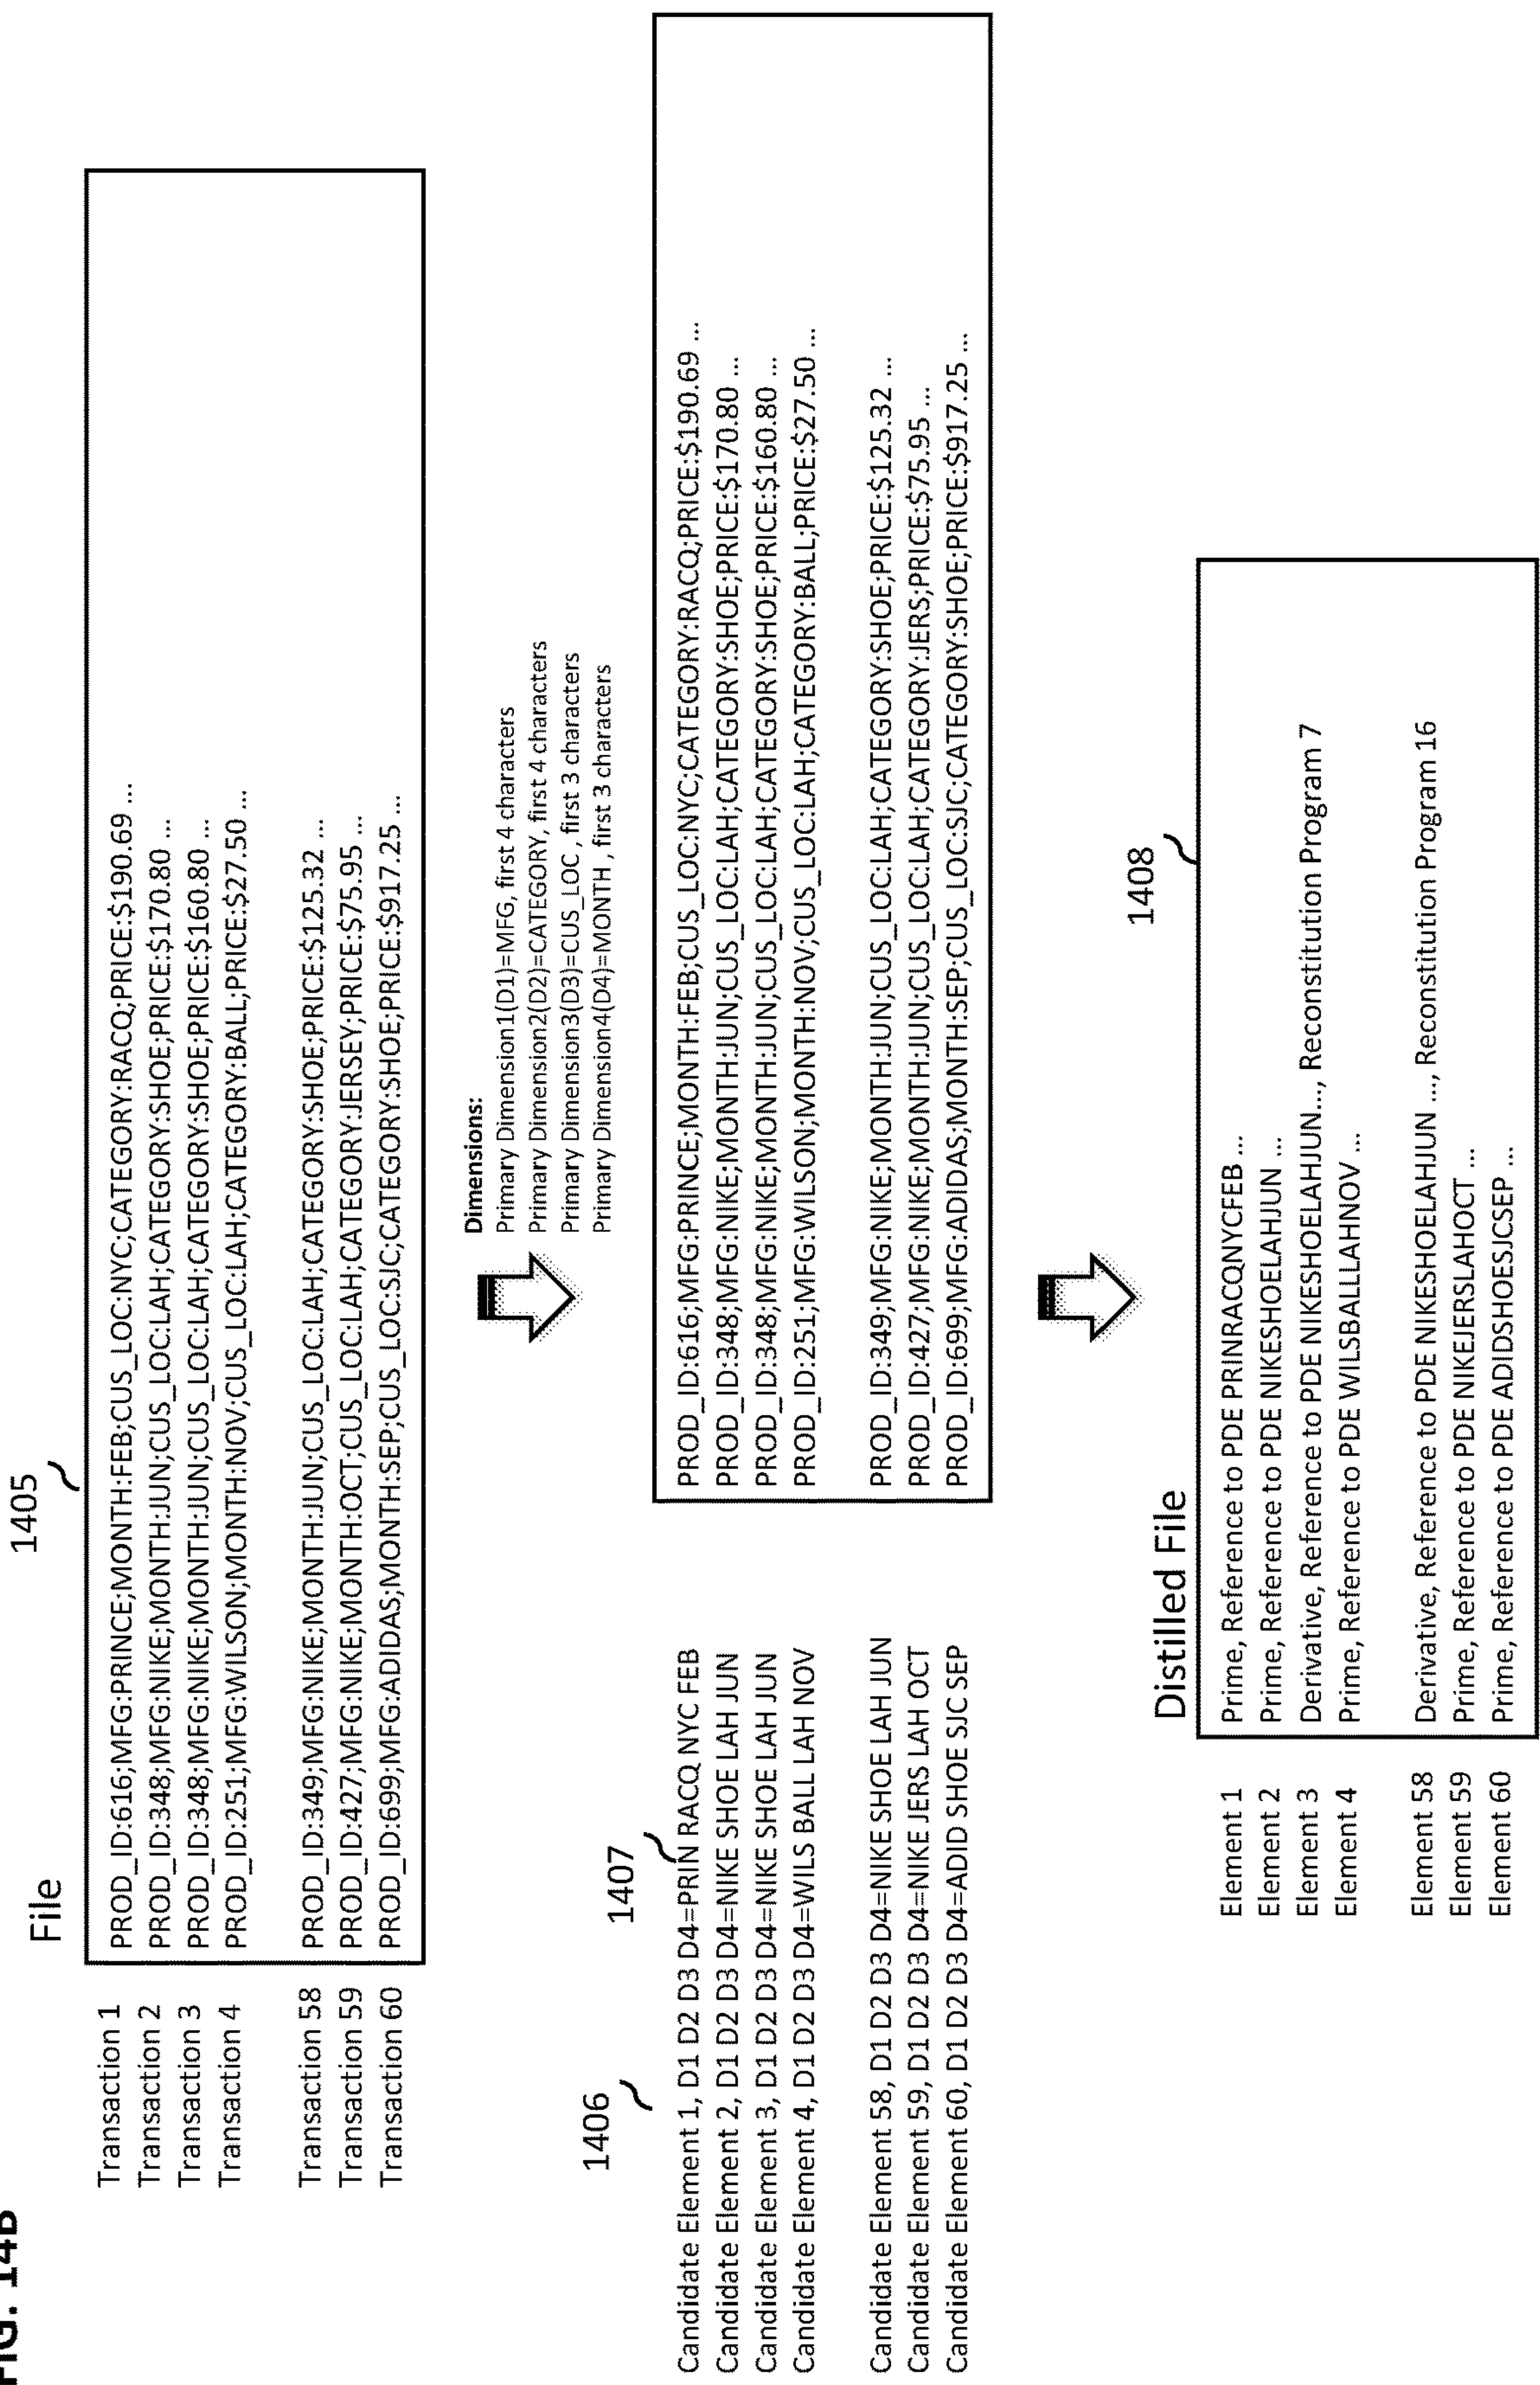 FIG. 14B
File
1405
Transaction 1 PROD_ID:616;MFG:PRINCE;MONTH:FEB;CUS_LOC:NYC;CATEGORY:RACQ;PRICE:$190.69 ...
Transaction 2 PROD_ID:348;MFG:NIKE;MONTH:JUN;CUS_LOC:LAH;CATEGORY:SHOE;PRICE:$170.80 ...
Transaction 3 PROD_ID:348;MFG:NIKE;MONTH:JUN;CUS_LOC:LAH;CATEGORY:SHOE;PRICE:$160.80 ...
Transaction 4 PROD_ID:251;MFG:WILSON;MONTH:NOV;CUS_LOC:LAH;CATEGORY:BALL;PRICE:$27.50 ...
Transaction 58 PROD_ID:349;MFG:NIKE;MONTH:JUN;CUS_LOC:LAH;CATEGORY:SHOE;PRICE:$125.32 ...
Transaction 59 PROD_ID:427;MFG:NIKE;MONTH:OCT;CUS_LOC:LAH;CATEGORY:JERSEY;PRICE:$75.95 ...
Transaction 60 PROD_ID:699;MFG:ADIDAS;MONTH:SEP;CUS_LOC:SJC;CATEGORY:SHOE;PRICE:$917.25 ...
Dimensions:
Primary Dimension1(D1)=MFG, first 4 characters
Primary Dimension2(D2)=CATEGORY, first 4 characters
Primary Dimension3(D3)=CUS_LOC , first 3 characters
Primary Dimension4(D4)=MONTH , first 3 characters
1406
1407
Candidate Element 1, D1 D2 D3 D4=PRIN RACQ NYC FEB PROD_ID:616;MFG:PRINCE;MONTH:FEB;CUS_LOC:NYC;CATEGORY:RACQ;PRICE:$190.69 ...
Candidate Element 2, D1 D2 D3 D4=NIKE SHOE LAH JUN PROD_ID:348;MFG:NIKE;MONTH:JUN;CUS_LOC:LAH;CATEGORY:SHOE;PRICE:$170.80 ...
Candidate Element 3, D1 D2 D3 D4=NIKE SHOE LAH JUN PROD_ID:348;MFG:NIKE;MONTH:JUN;CUS_LOC:LAH;CATEGORY:SHOE;PRICE:$160.80 ...
Candidate Element 4, D1 D2 D3 D4=WILS BALL LAH NOV PROD_ID:251;MFG:WILSON;MONTH:NOV;CUS_LOC:LAH;CATEGORY:BALL;PRICE:$27.50 ...
Candidate Element 58, D1 D2 D3 D4=NIKE SHOE LAH JUN PROD_ID:349;MFG:NIKE;MONTH:JUN;CUS_LOC:LAH;CATEGORY:SHOE;PRICE:$125.32 ...
Candidate Element 59, D1 D2 D3 D4=NIKE JERS LAH OCT PROD_ID:427;MFG:NIKE;MONTH:JUN;CUS_LOC:LAH;CATEGORY:JERS;PRICE:$75.95 ...
Candidate Element 60, D1 D2 D3 D4=ADID SHOE SJC SEP PROD_ID:699;MFG:ADIDAS;MONTH:SEP;CUS_LOC:SJC;CATEGORY:SHOE;PRICE:$917.25 ...
Distilled File
1408
Element 1 Prime, Reference to PDE PRINRACQNYCFEB ...
Element 2 Prime, Reference to PDE NIKESHOELAHJUN ...
Element 3 Derivative, Reference to PDE NIKESHOELAHJUN..., Reconstitution Program 7
Element 4 Prime, Reference to PDE WILSBALLLAHNOV ...
Element 58 Derivative, Reference to PDE NIKESHOELAHJUN ..., Reconstitution Program 16
Element 59 Prime, Reference to PDE NIKEJERSLAHOCT ...
Element 60 Prime, Reference to PDE ADIDSHOESJCSEP ...